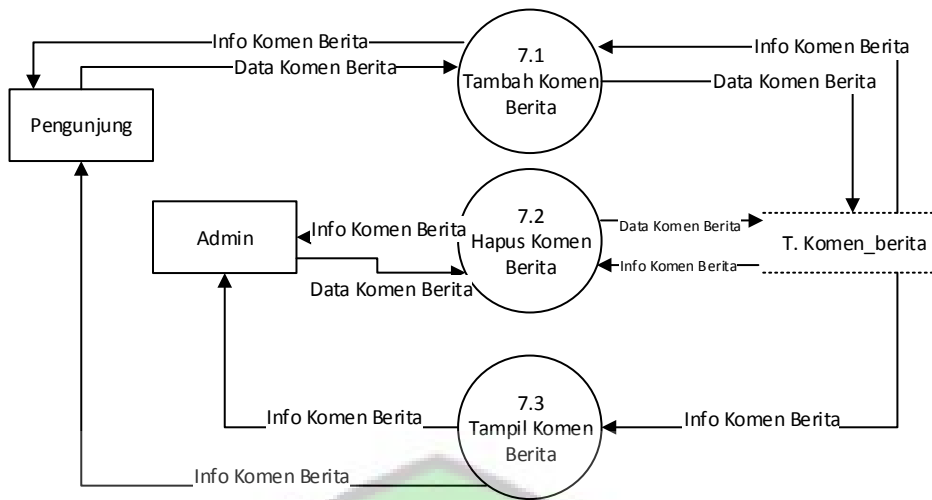 Info Komen Berita
Data Komen Berita
7.1
Tambah Komen
Berita
Info Komen Berita
Data Komen Berita
Pengunjung
Admin
Info Komen Berita
Data Komen Berita
7.2
Hapus Komen
Berita
Data Komen Berita
Info Komen Berita
T. Komen_berita
7.3
Tampil Komen
Berita
Info Komen Berita
Info Komen Berita
Info Komen Berita